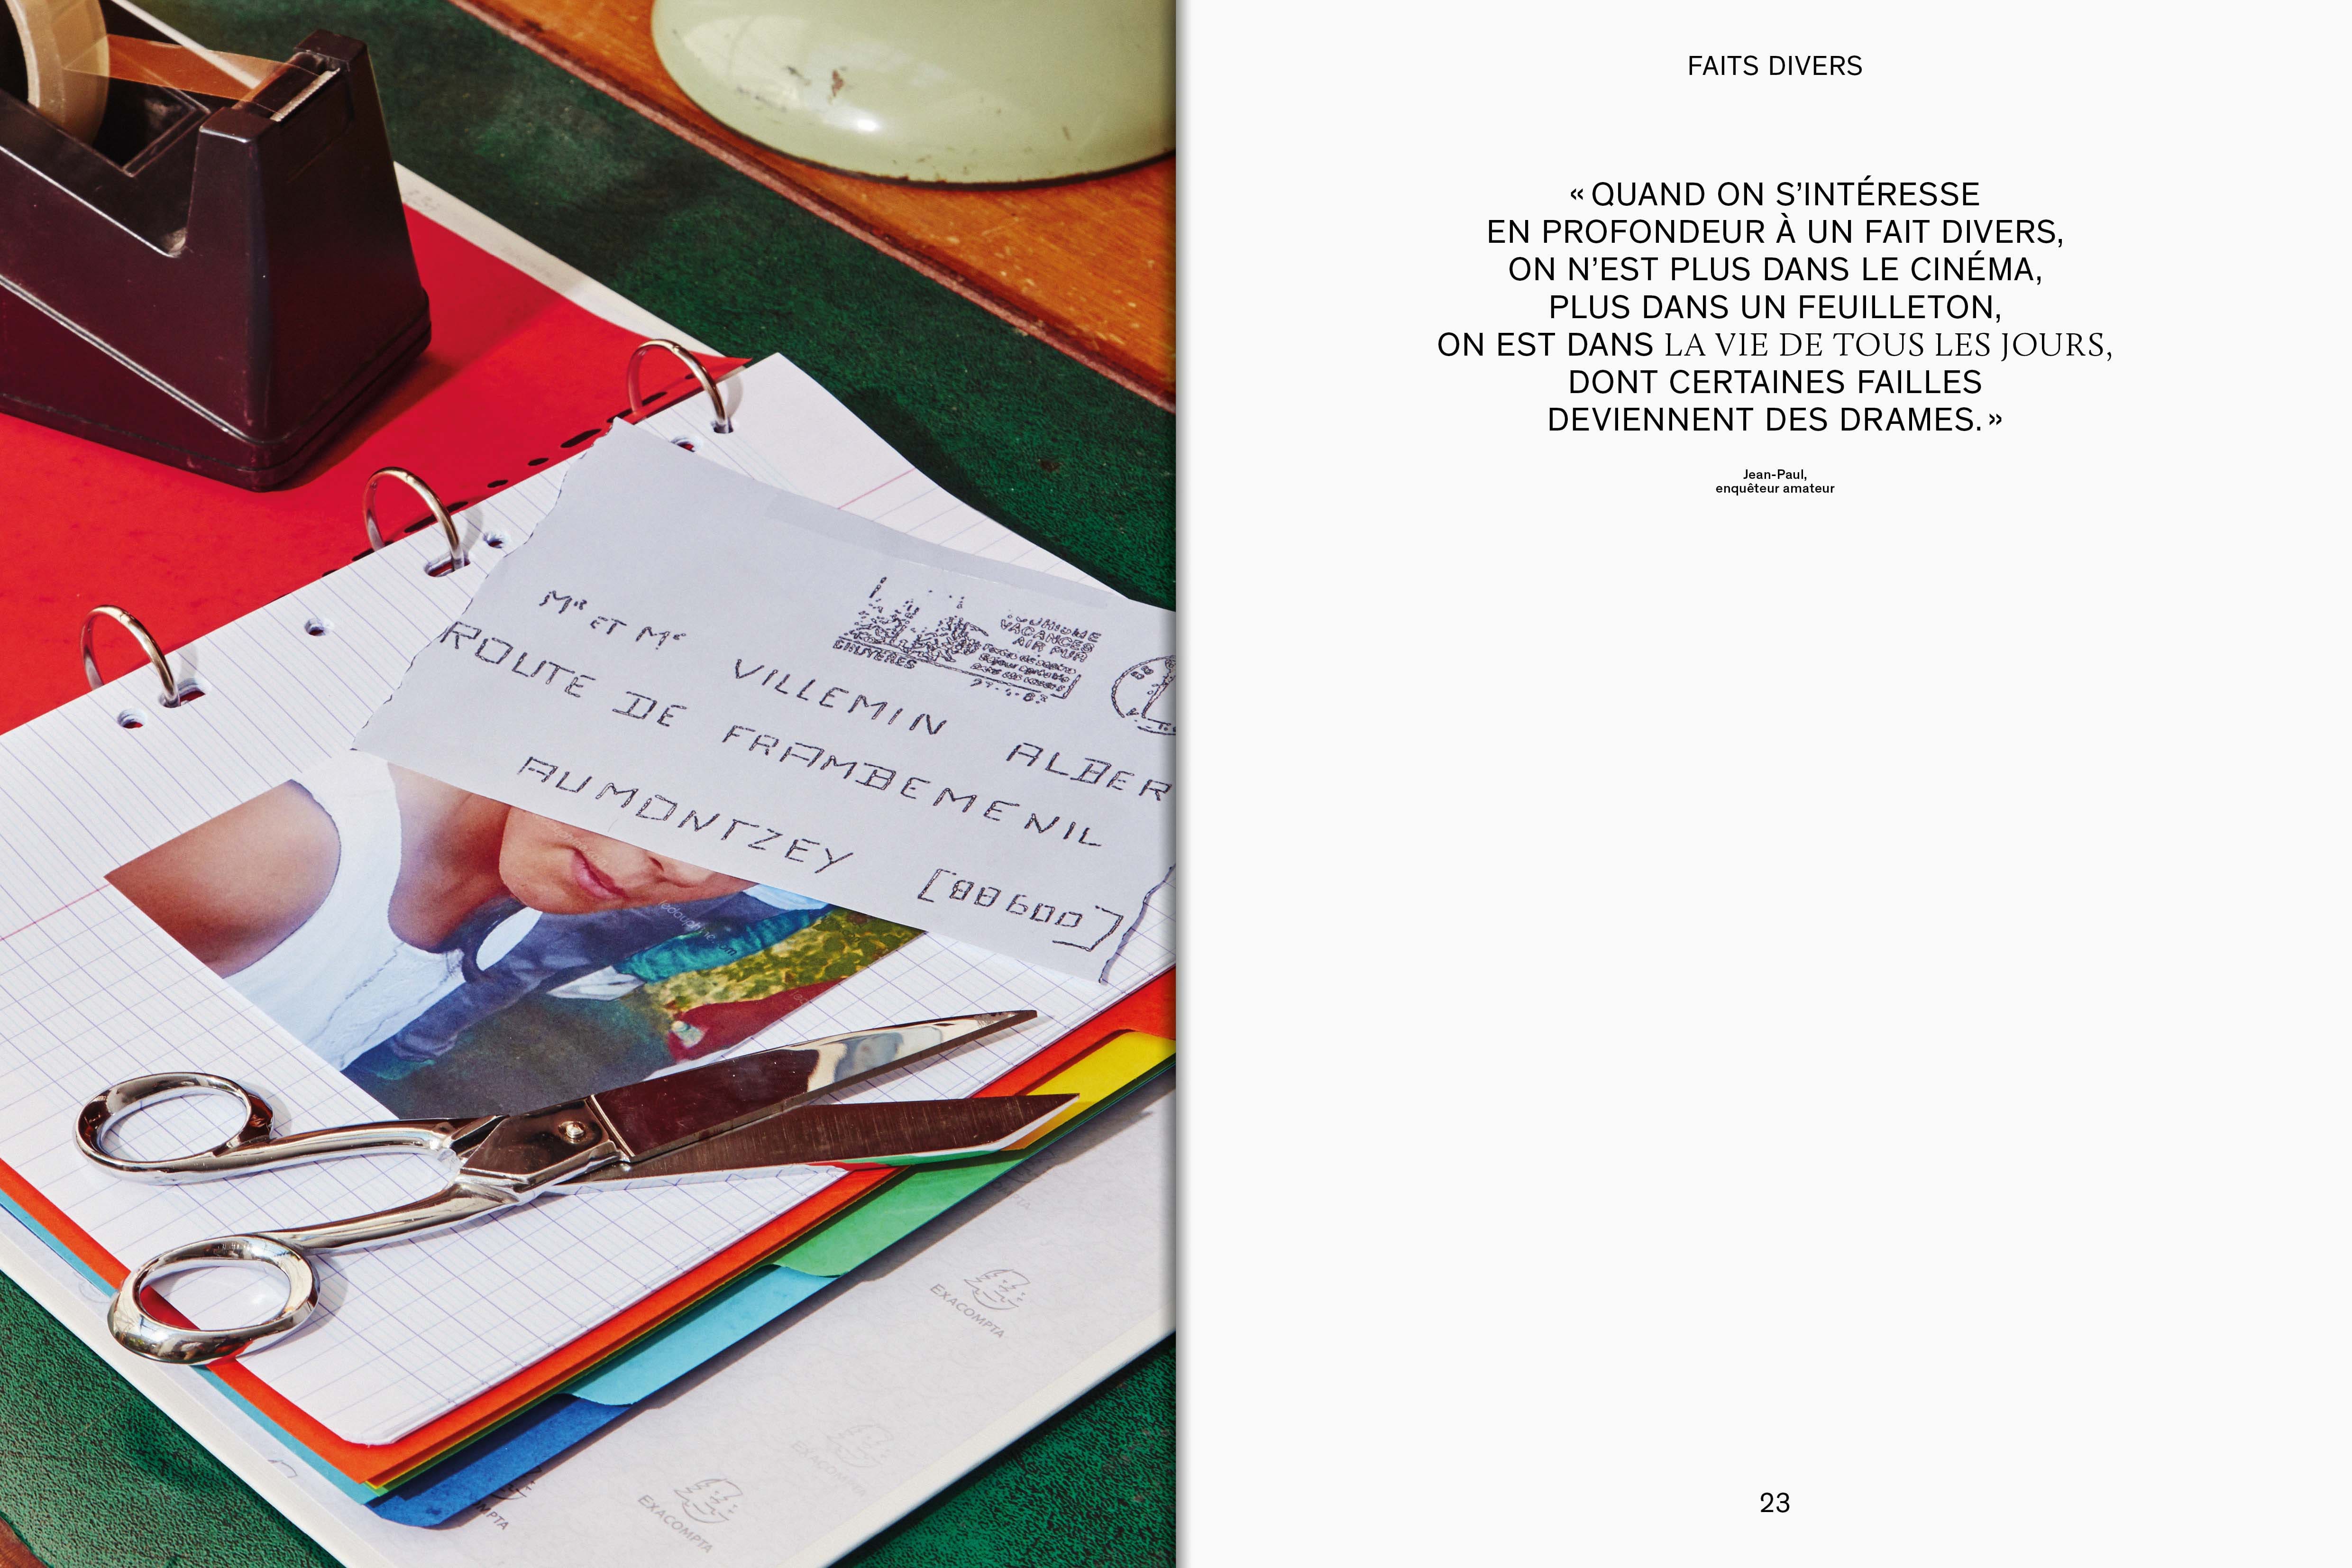 Mʳ ET Mᵉ VILLEMIN ALBER
ROUTE DE FRAMBEMENIL
AUMONTZEY [88600]
BRUYERES
VACANCES
AIR PUR
EXACOMPTA
EXACOMPTA
EXACOMPTA
FAITS DIVERS
« QUAND ON S’INTÉRESSE
EN PROFONDEUR À UN FAIT DIVERS,
ON N’EST PLUS DANS LE CINÉMA,
PLUS DANS UN FEUILLETON,
ON EST DANS LA VIE DE TOUS LES JOURS,
DONT CERTAINES FAILLES
DEVIENNENT DES DRAMES. »
Jean-Paul,
enquêteur amateur
23